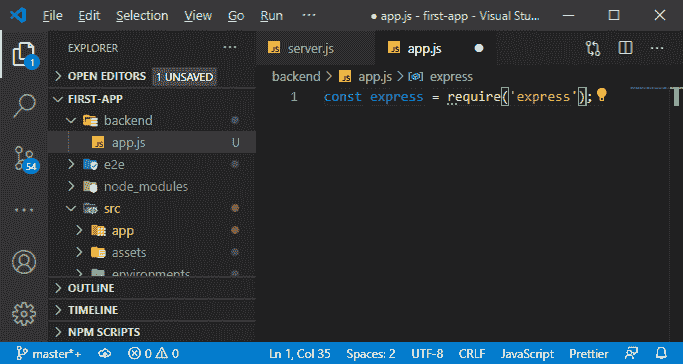 File Edit View Go Run ··· ● app.js - first-app - Visual Stu...
EXPLORER ···
JS server.js
JS app.js ●
OPEN EDITORS 1 UNSAVED
backend > JS app.js > express
1 const express = require('express');
FIRST-APP
backend
JS app.js U
e2e
node_modules
src
app
assets
environments
OUTLINE
TIMELINE
NPM SCRIPTS
1
54
master*+ 0 0 Ln 1, Col 35 Spaces: 2 UTF-8 CRLF JavaScript Prettier